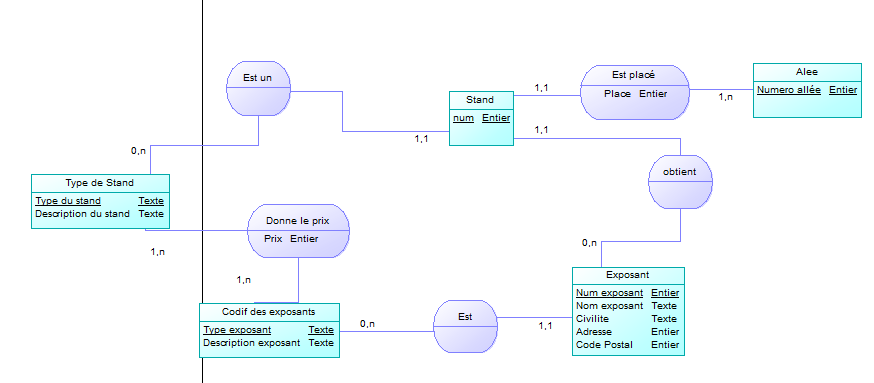 Est un
Est placé
Place Entier
Alee
Numero allée Entier
1,1
1,n
Stand
num Entier
1,1
1,1
0,n
obtient
Type de Stand
Type du stand Texte
Description du stand Texte
Donne le prix
Prix Entier
1,n
0,n
1,n
Exposant
Num exposant Entier
Nom exposant Texte
Civilite Texte
Adresse Entier
Code Postal Entier
Codif des exposants
Type exposant Texte
Description exposant Texte
0,n
Est
1,1